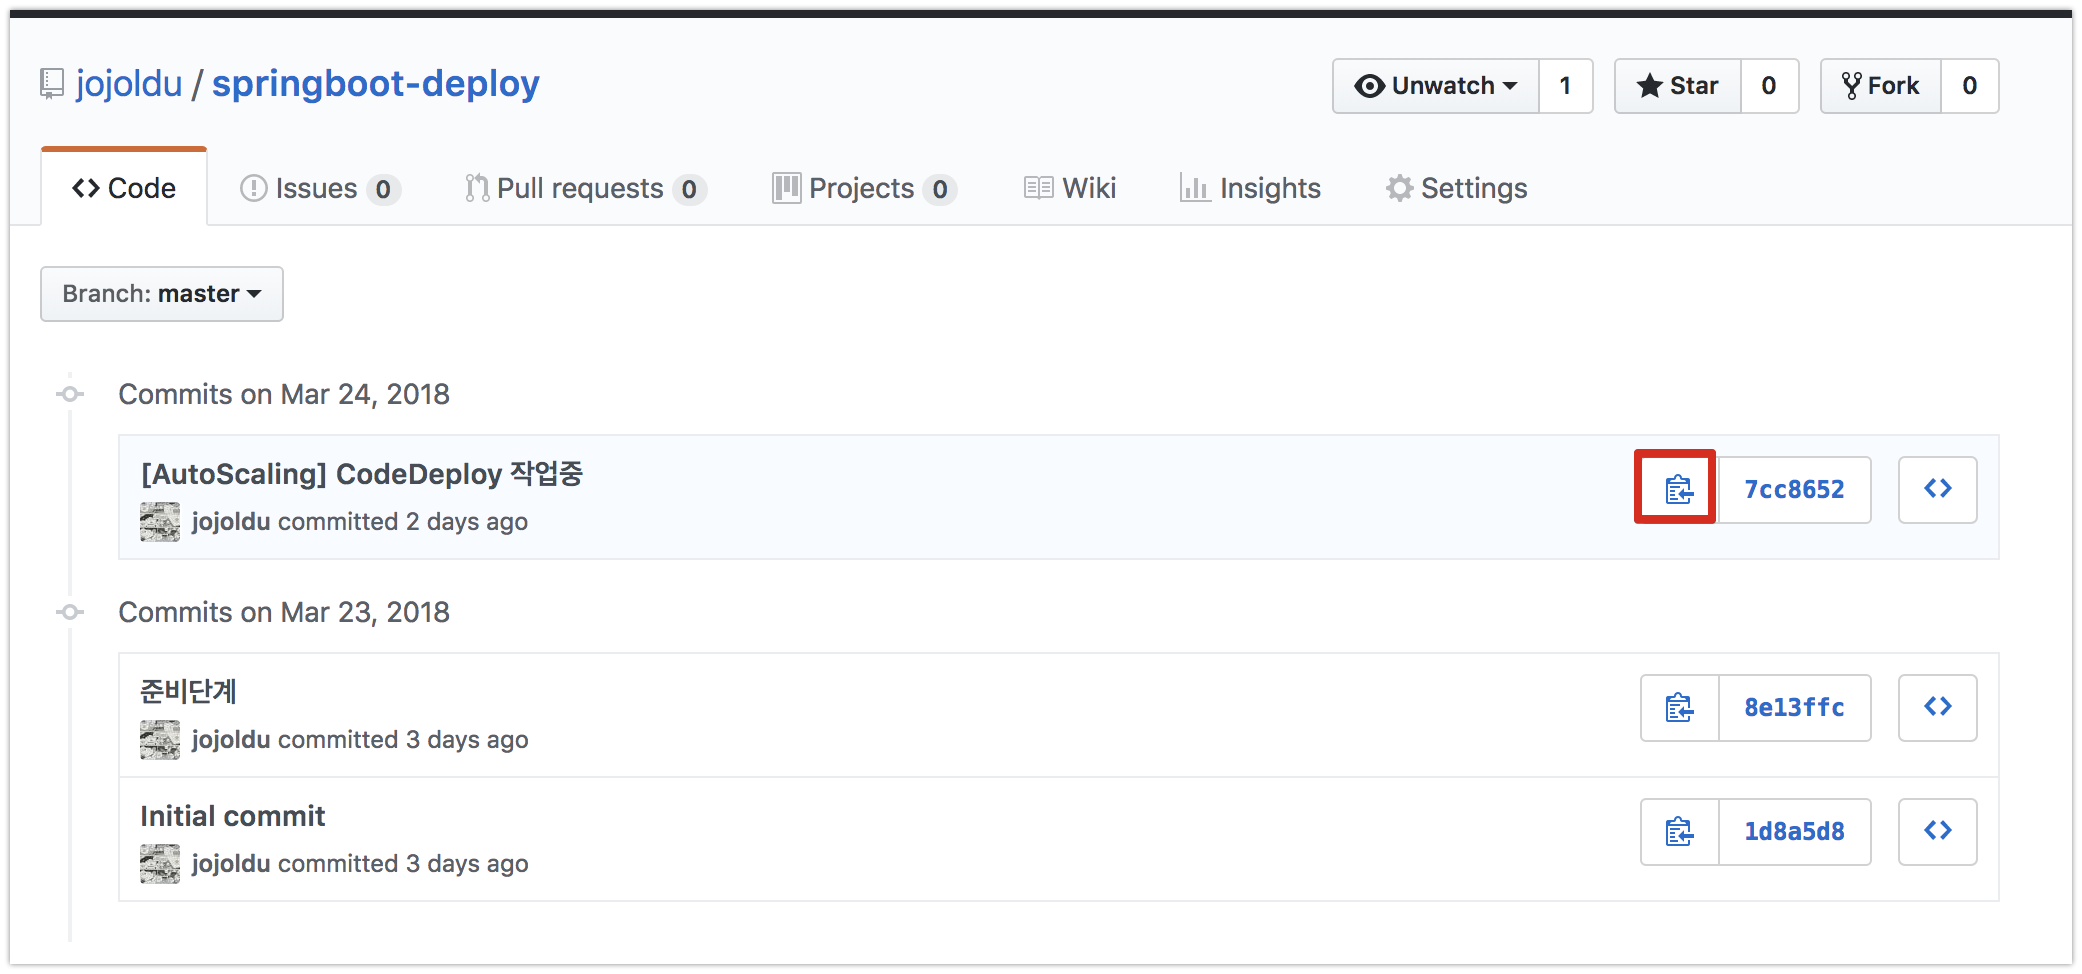 jojoldu / springboot-deploy
Unwatch 1 Star 0 Fork 0
Code Issues 0 Pull requests 0 Projects 0 Wiki Insights Settings
Branch: master
Commits on Mar 24, 2018
[AutoScaling] CodeDeploy 작업중
jojoldu committed 2 days ago
7cc8652
Commits on Mar 23, 2018
준비단계
jojoldu committed 3 days ago
8e13ffc
Initial commit
jojoldu committed 3 days ago
1d8a5d8